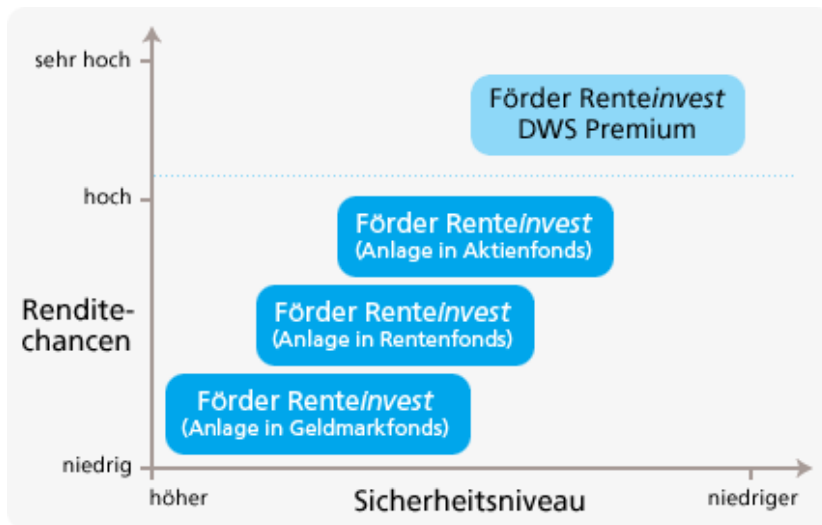 sehr hoch
Förder Renteinvest
DWS Premium
hoch
Förder Renteinvest
(Anlage in Aktienfonds)
Rendite-
chancen
Förder Renteinvest
(Anlage in Rentenfonds)
Förder Renteinvest
(Anlage in Geldmarkfonds)
niedrig
höher
Sicherheitsniveau
niedriger